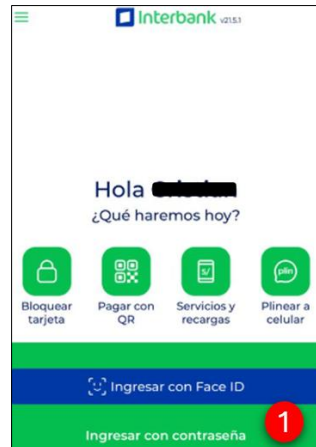 Interbank v21.5.1
Hola
¿Qué haremos hoy?
Bloquear tarjeta
Pagar con QR
Servicios y recargas
S/
plin
Plinear a celular
Ingresar con Face ID
Ingresar con contraseña
1